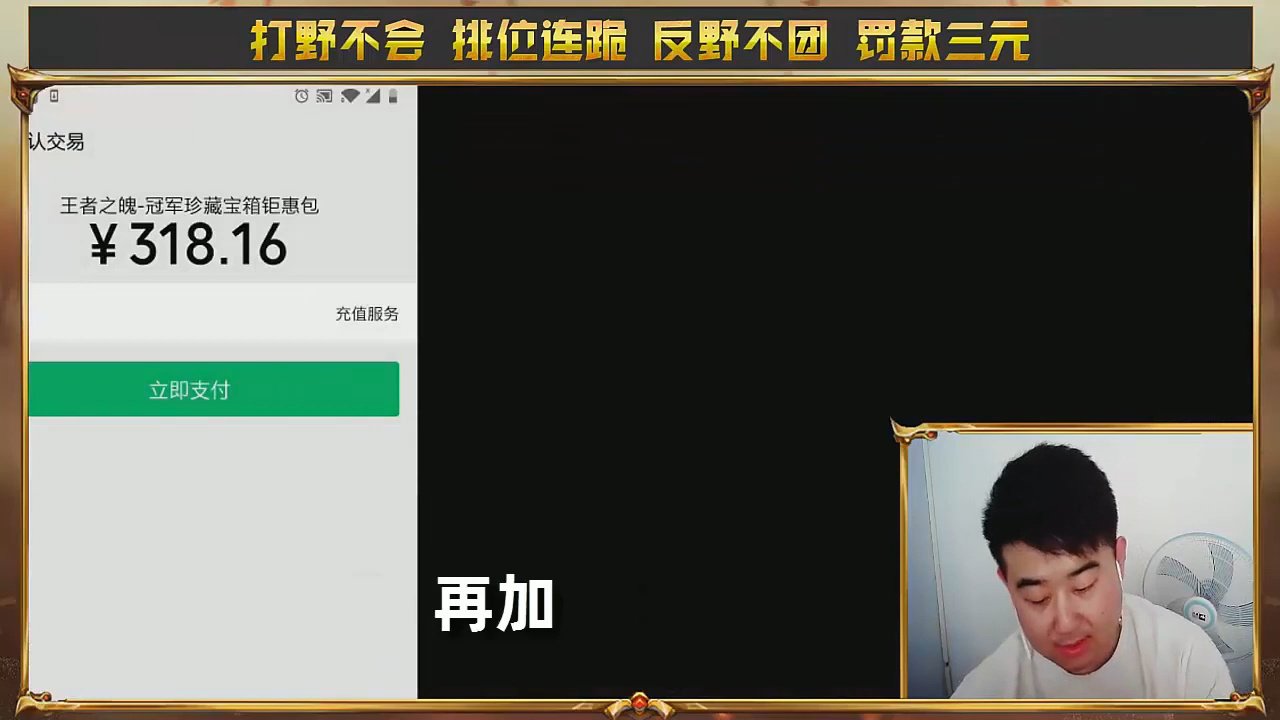 打野不会 排位连跪 反野不团 罚款三元
认交易
王者之魄-冠军珍藏宝箱钜惠包
¥318.16
充值服务
立即支付
再加